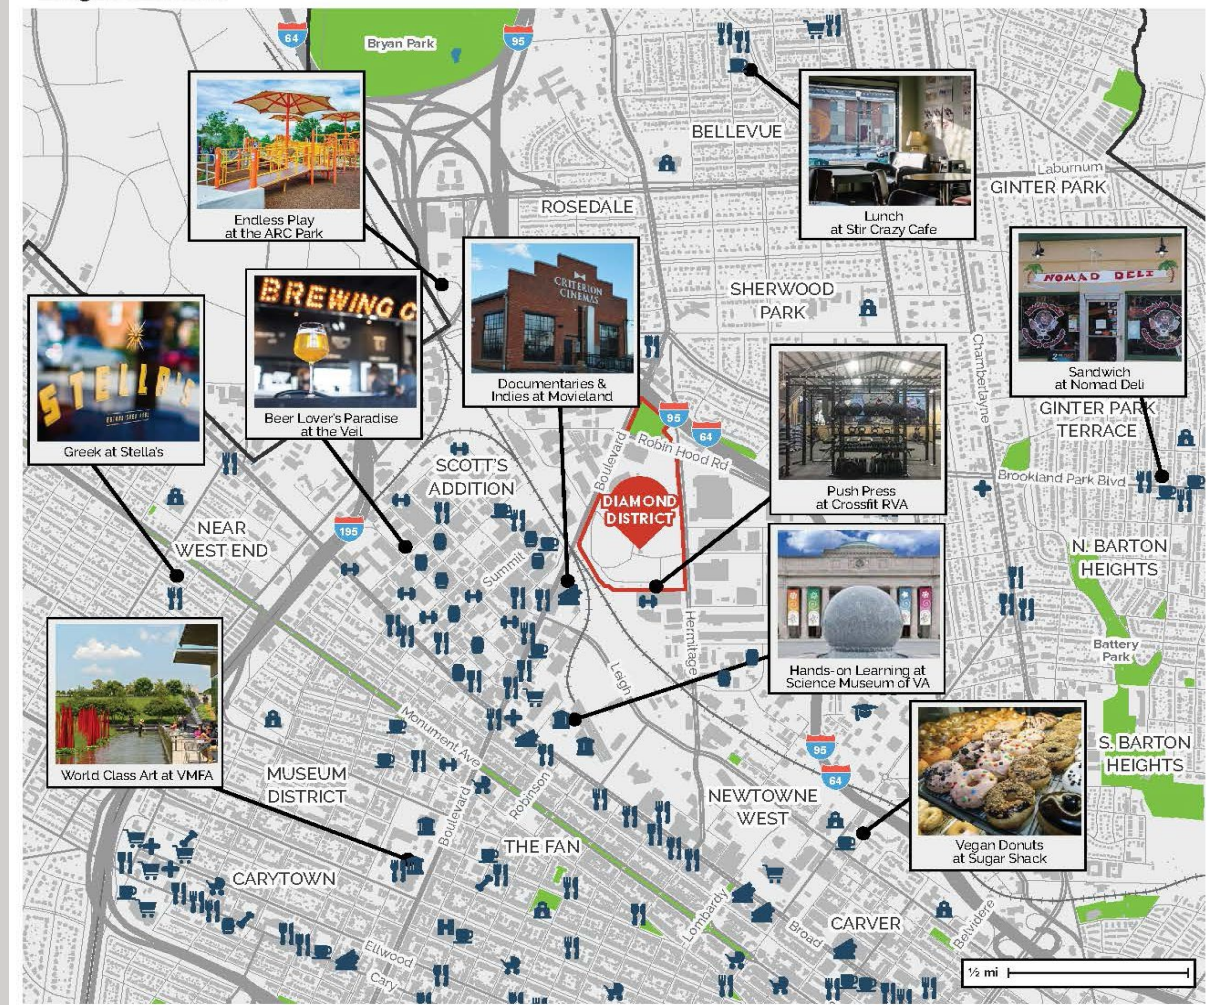 64
Bryan Park
95
BELLEVUE
Laburnum
GINTER PARK
ROSEDALE
Endless Play
at the ARC Park
Lunch
at Stir Crazy Cafe
BREWING C
CRITERION
CINEMAS
NOMAD DELI
SHERWOOD
PARK
STELLA'S
Documentaries &
Indies at Movieland
Chamberlayne
Sandwich
at Nomad Deli
Beer Lover's Paradise
at the Veil
GINTER PARK
TERRACE
95
64
Greek at Stella's
SCOTT'S
ADDITION
Boulevard
Robin Hood Rd
Brookland Park Blvd
Push Press
at Crossfit RVA
DIAMOND
DISTRICT
195
NEAR
WEST END
Summit
N. BARTON
HEIGHTS
Hermitage
Battery
Park
Leigh
Hands-on Learning at
Science Museum of VA
Monument Ave
95
64
S. BARTON
HEIGHTS
World Class Art at VMFA
MUSEUM
DISTRICT
Robinson
Boulevard
NEWTOWNE
WEST
THE FAN
Vegan Donuts
at Sugar Shack
CARYTOWN
Lombardy
Broad
CARVER
Belvidere
Ellwood
Cary
H
½ mi